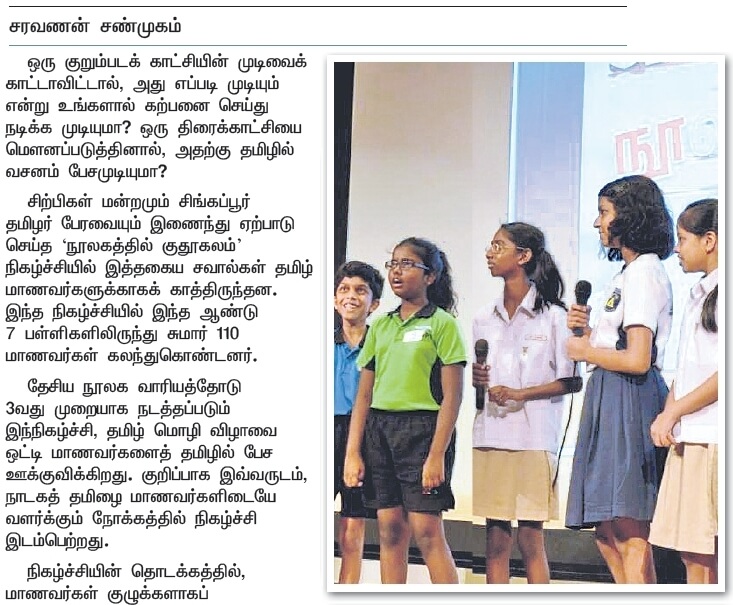 சரவணன் சண்முகம்
ஒரு குறும்படக் காட்சியின் முடிவைக்
காட்டாவிட்டால், அது எப்படி முடியும்
என்று உங்களால் கற்பனை செய்து
நடிக்க முடியுமா? ஒரு திரைக்காட்சியை
மௌனப்படுத்தினால், அதற்கு தமிழில்
வசனம் பேசமுடியுமா?
சிற்பிகள் மன்றமும் சிங்கப்பூர்
தமிழர் பேரவையும் இணைந்து ஏற்பாடு
செய்த ‘நூலகத்தில் குதூகலம்’
நிகழ்ச்சியில் இத்தகைய சவால்கள் தமிழ்
மாணவர்களுக்காகக் காத்திருந்தன.
இந்த நிகழ்ச்சியில் இந்த ஆண்டு
7 பள்ளிகளிலிருந்து சுமார் 110
மாணவர்கள் கலந்துகொண்டனர்.
தேசிய நூலக வாரியத்தோடு
3வது முறையாக நடத்தப்படும்
இந்நிகழ்ச்சி, தமிழ் மொழி விழாவை
ஒட்டி மாணவர்களைத் தமிழில் பேச
ஊக்குவிக்கிறது. குறிப்பாக இவ்வருடம்,
நாடகத் தமிழை மாணவர்களிடையே
வளர்க்கும் நோக்கத்தில் நிகழ்ச்சி
இடம்பெற்றது.
நிகழ்ச்சியின் தொடக்கத்தில்,
மாணவர்கள் குழுக்களாகப்
நூ